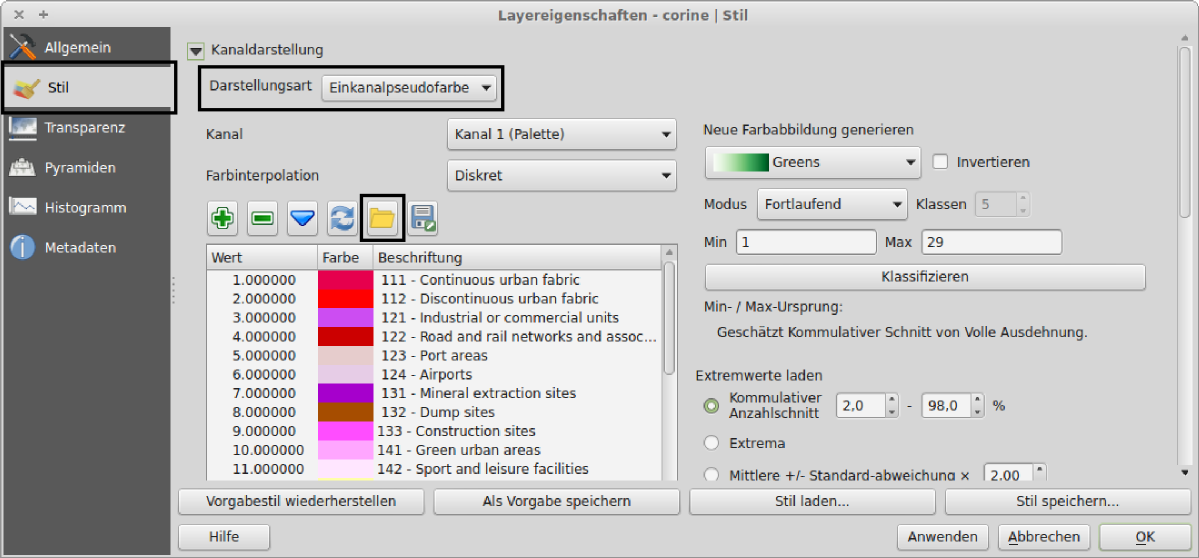 Layereigenschaften - corine | Stil
Allgemein
Stil
Transparenz
Pyramiden
Histogramm
Metadaten
Kanaldarstellung
Darstellungsart Einkanalpseudofarbe
Kanal Kanal 1 (Palette)
Farbinterpolation Diskret
Wert Farbe Beschriftung
1.000000 111 - Continuous urban fabric
2.000000 112 - Discontinuous urban fabric
3.000000 121 - Industrial or commercial units
4.000000 122 - Road and rail networks and assoc...
5.000000 123 - Port areas
6.000000 124 - Airports
7.000000 131 - Mineral extraction sites
8.000000 132 - Dump sites
9.000000 133 - Construction sites
10.000000 141 - Green urban areas
11.000000 142 - Sport and leisure facilities
Neue Farbabbildung generieren
Greens Invertieren
Modus Fortlaufend Klassen 5
Min 1 Max 29
Klassifizieren
Min- / Max-Ursprung:
Geschätzt Kommulativer Schnitt von Volle Ausdehnung.
Extremwerte laden
Kommulativer
Anzahlschnitt 2,0 - 98,0 %
Extrema
Mittlere +/- Standard-abweichung × 2.00
Vorgabestil wiederherstellen Als Vorgabe speichern Stil laden... Stil speichern...
Hilfe Anwenden Abbrechen OK